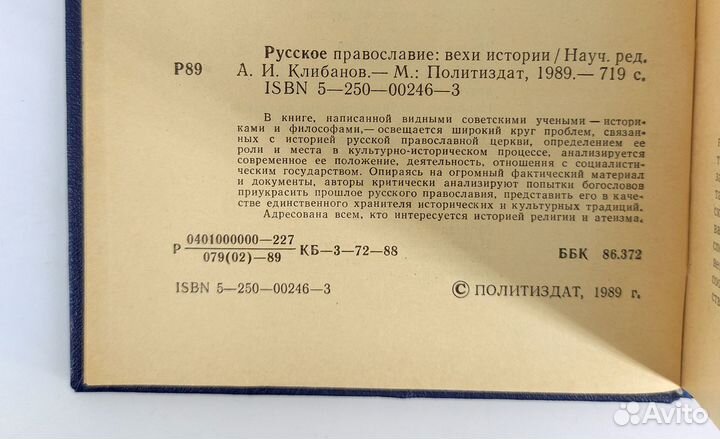 Русское православие: вехи истории / Науч. ред.
Р89 А. И. Клибанов.— М.: Политиздат, 1989.— 719 с.
ISBN 5—250—00246—3
В книге, написанной видными советскими учеными — истори-
ками и философами,— освещается широкий круг проблем, связан-
ных с историей русской православной церкви, определением ее
роли и места в культурно-историческом процессе, анализируется
современное ее положение, деятельность, отношения с социалисти-
ческим государством. Опираясь на огромный фактический материал
и документы, авторы критически анализируют попытки богословов
приукрасить прошлое русского православия, представить его в каче-
стве единственного хранителя исторических и культурных традиций.
Адресована всем, кто интересуется историей религии и атеизма.
Р 0401000000—227 КБ—3—72—88
079(02)—89
ББК 86.372
ISBN 5—250—00246—3
© ПОЛИТИЗДАТ, 1989 г.
Avito